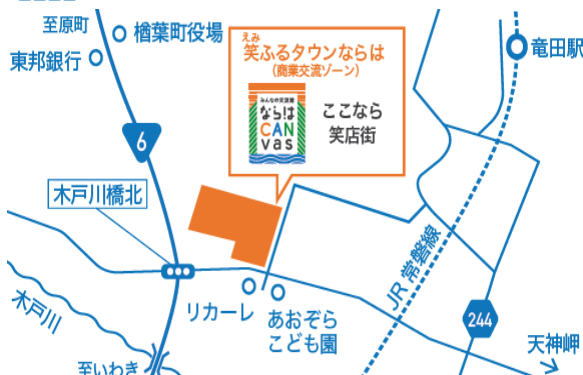 至原町
楢葉町役場
東邦銀行
えみ
笑ふるタウンならは
(商業交流ゾーン)
みんなの交流館
ならは
CAN
vas
ここなら
笑店街
竜田駅
6
木戸川橋北
木戸川
リカーレ
あおぞら
こども園
JR 常磐線
244
天神岬
至いわき